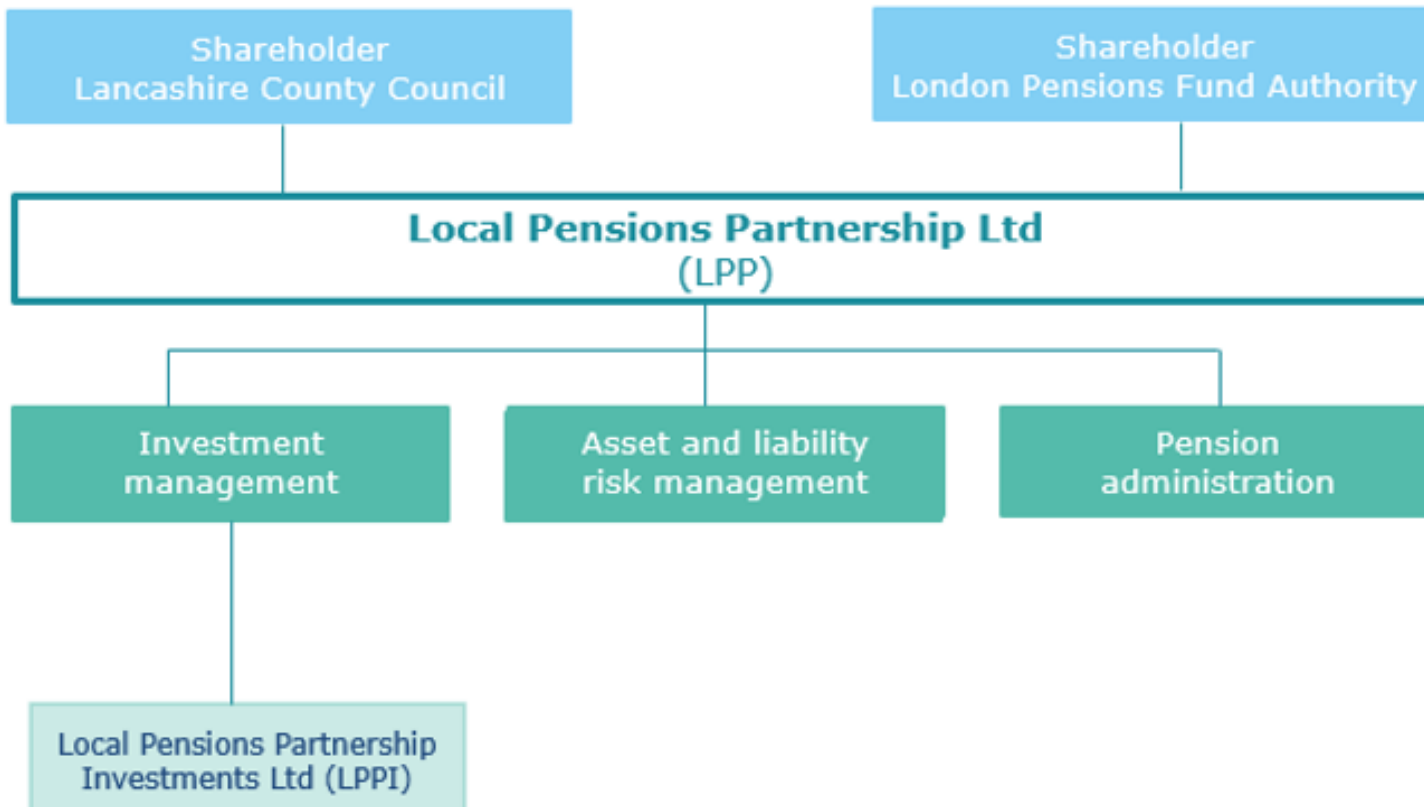 Shareholder
Lancashire County Council
Shareholder
London Pensions Fund Authority
Local Pensions Partnership Ltd
(LPP)
Investment
management
Asset and liability
risk management
Pension
administration
Local Pensions Partnership
Investments Ltd (LPPI)